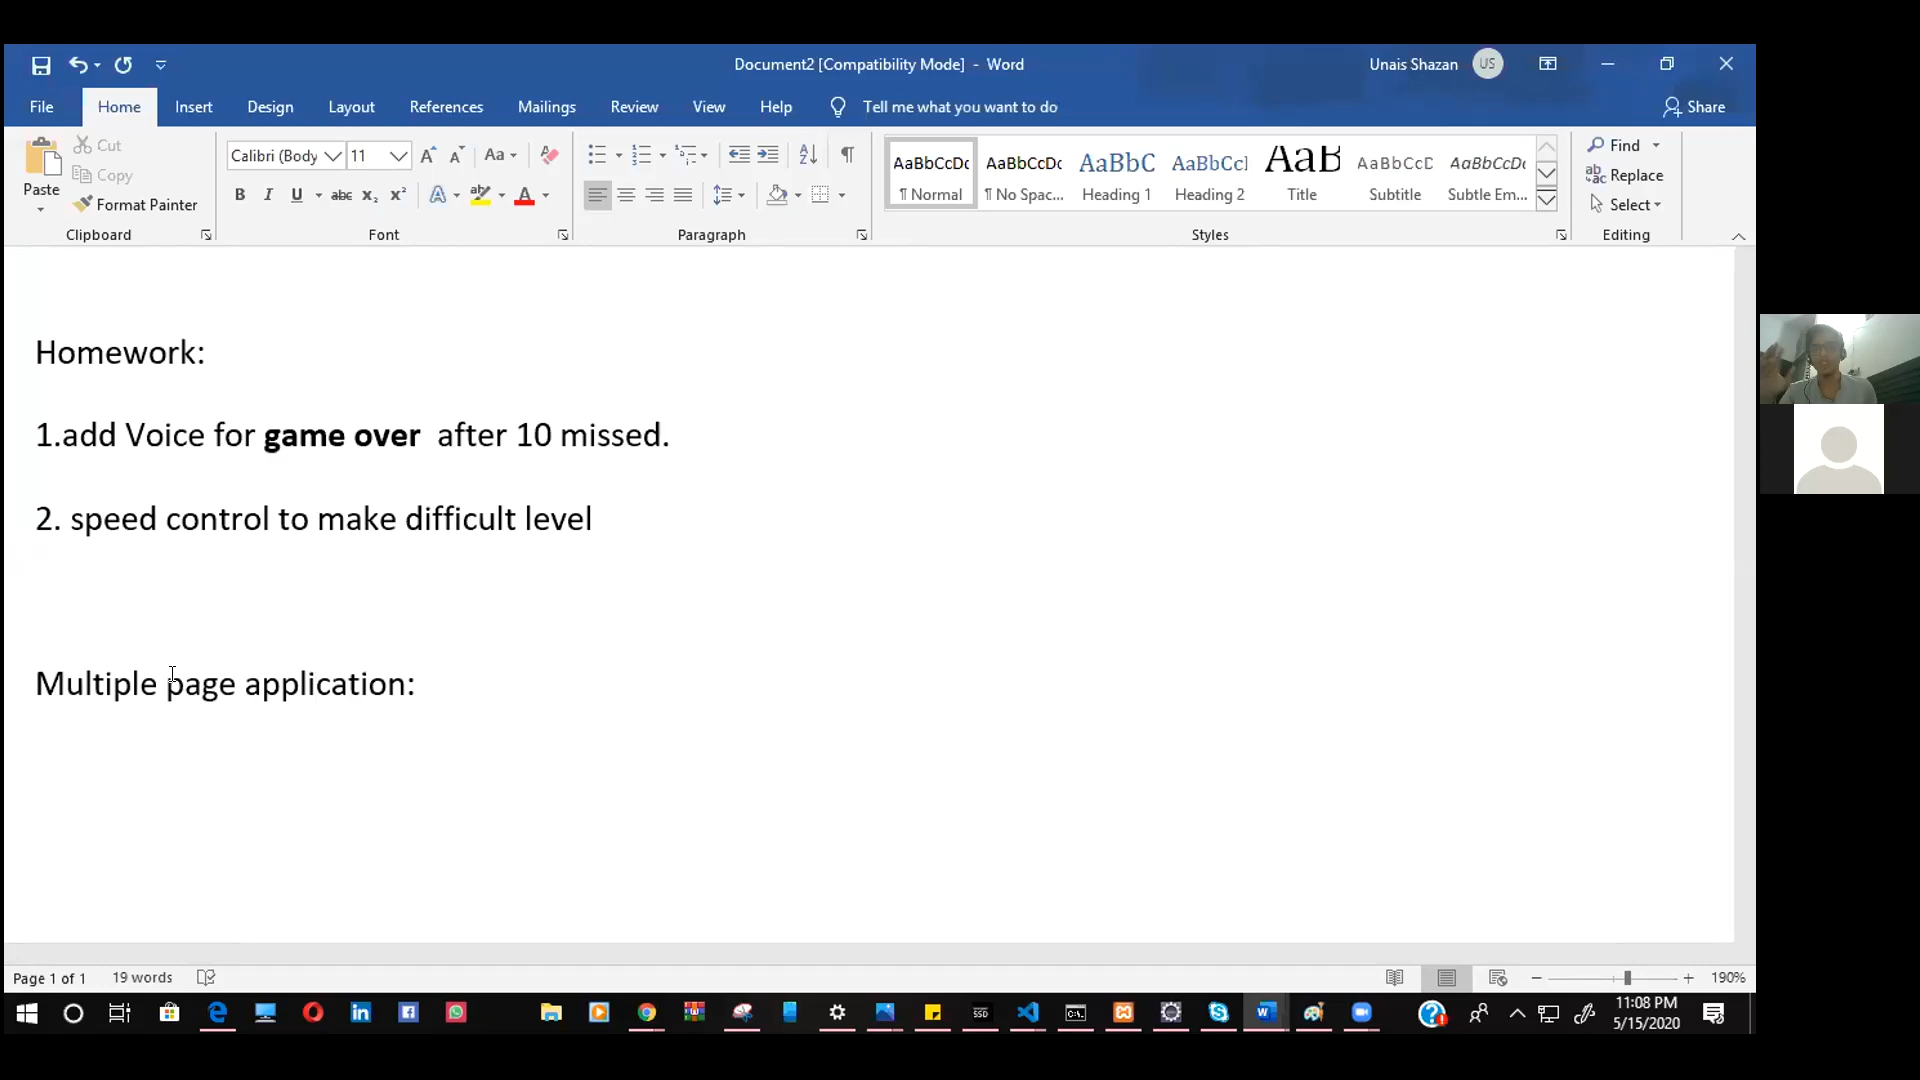 Document2 [Compatibility Mode] - Word
Unais Shazan
US
File Home Insert Design Layout References Mailings Review View Help Tell me what you want to do
Share
Paste
Cut
Copy
Format Painter
Clipboard
Calibri (Body
11
Font
Paragraph
AaBbCcDc AaBbCcDc AaBbC AaBbCcI AaB AaBbCcD AaBbCcDc
¶ Normal ¶ No Spac... Heading 1 Heading 2 Title Subtitle Subtle Em...
Styles
Find
Replace
Select
Editing
Homework:
1.add Voice for game over after 10 missed.
2. speed control to make difficult level
Multiple page application:
Page 1 of 1 19 words
190%
SSD
11:08 PM
5/15/2020